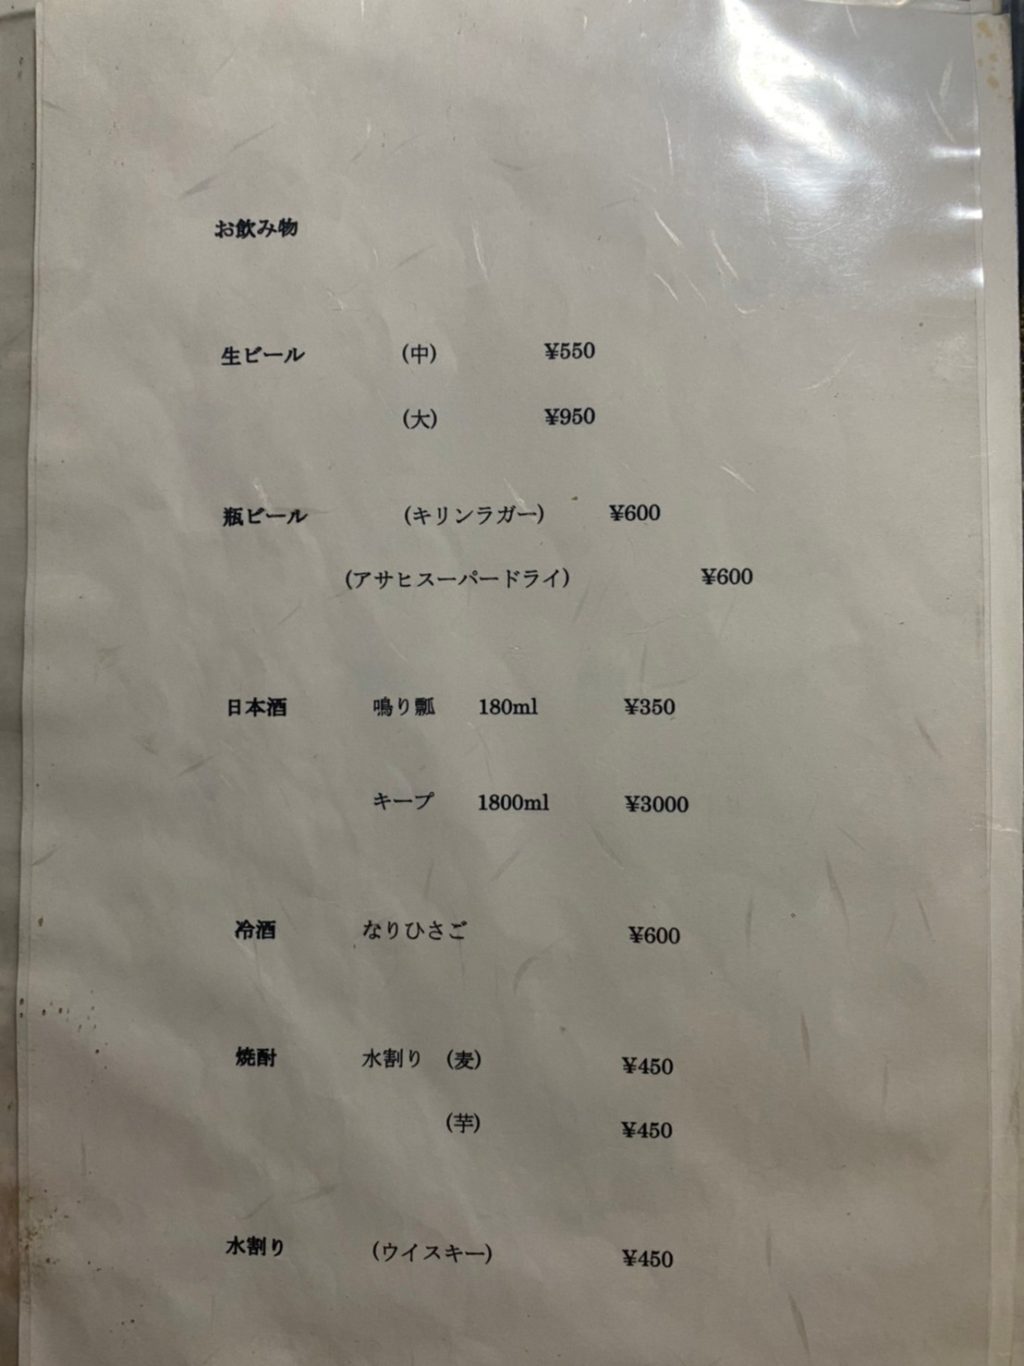 お飲み物
生ビール (中) ¥550
(大) ¥950
瓶ビール (キリンラガー) ¥600
(アサヒスーパードライ) ¥600
日本酒 鳴り瓢 180ml ¥350
キープ 1800ml ¥3000
冷酒 なりひさご ¥600
焼酎 水割り (麦) ¥450
(芋) ¥450
水割り (ウイスキー) ¥450